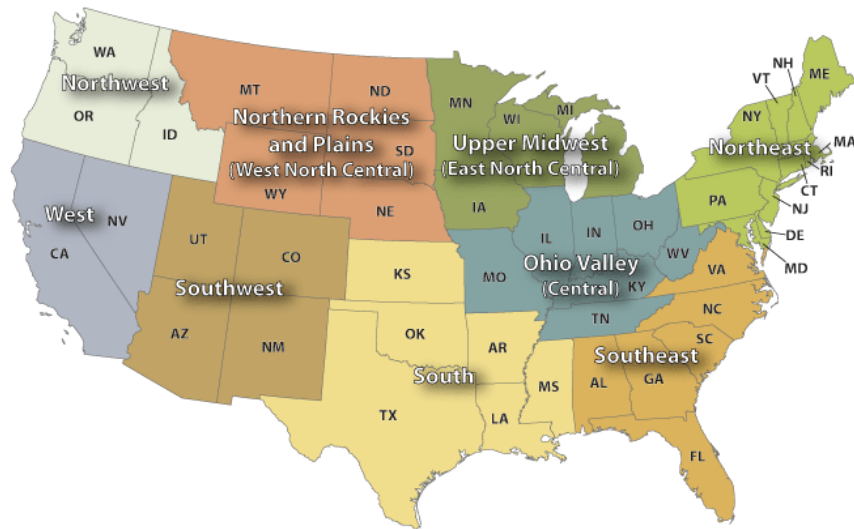 WA
Northwest
OR
ID
MT
ND
Northern Rockies
and Plains
(West North Central)
SD
WY
NE
MN
WI
MI
Upper Midwest
(East North Central)
IA
NH
VT
ME
NY
Northeast
MA
RI
CT
PA
NJ
DE
MD
West
NV
CA
UT
CO
Southwest
AZ
NM
IL
IN
OH
WV
MO
Ohio Valley
(Central)
KY
TN
KS
OK
AR
South
TX
LA
MS
VA
NC
SC
Southeast
AL
GA
FL